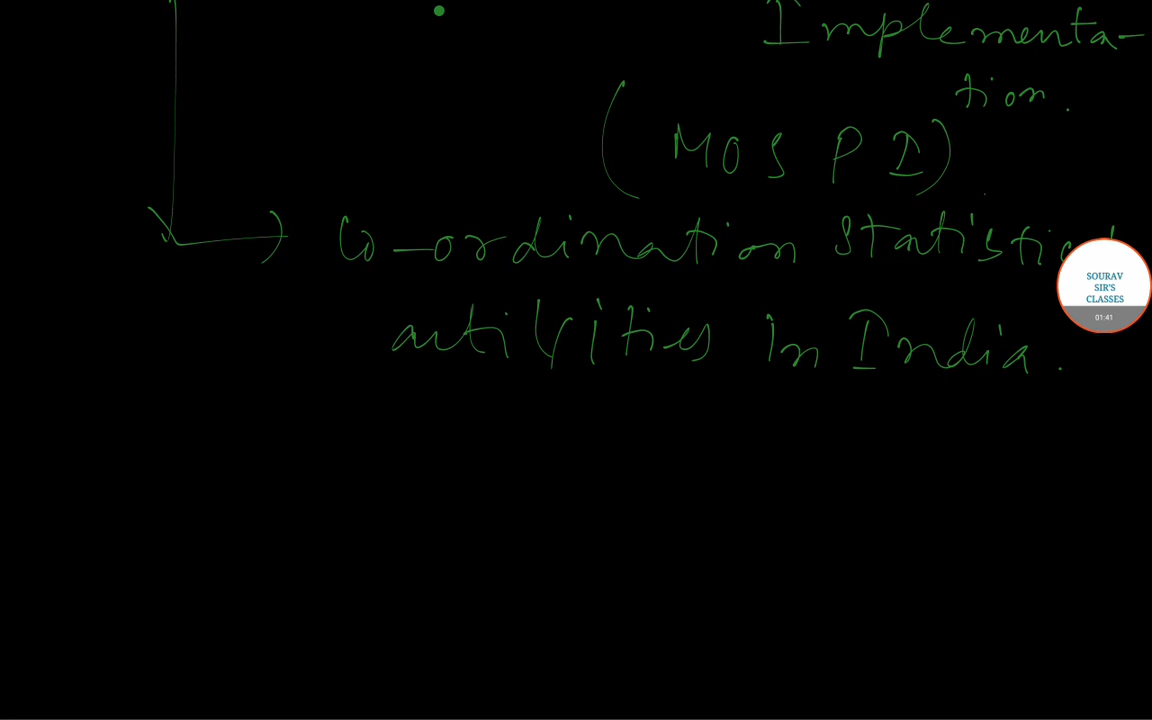 Implementa-
tion.
(MOSPI)
Co-ordination Statistical
activities in India.
SOURAV
SIR'S
CLASSES
01:41